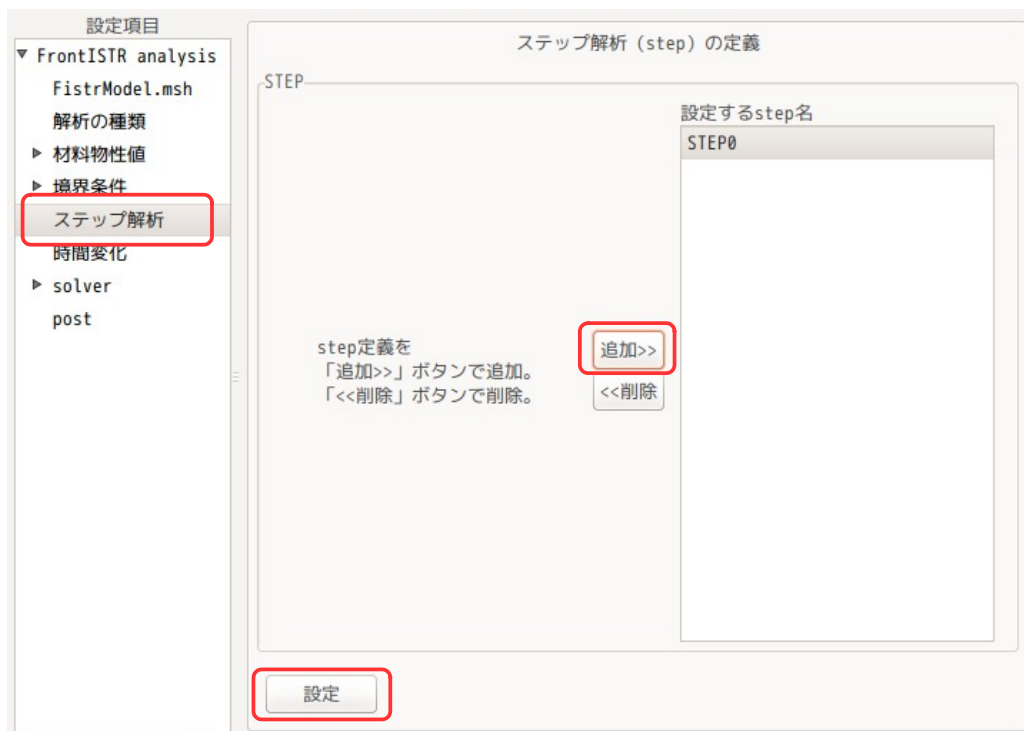 設定項目
FrontISTR analysis
FistrModel.msh
解析の種類
材料物性値
境界条件
ステップ解析
時間変化
solver
post
ステップ解析（step）の定義
STEP
設定するstep名
STEP0
step定義を
「追加>>」ボタンで追加。
「<<削除」ボタンで削除。
追加>>
<<削除
設定